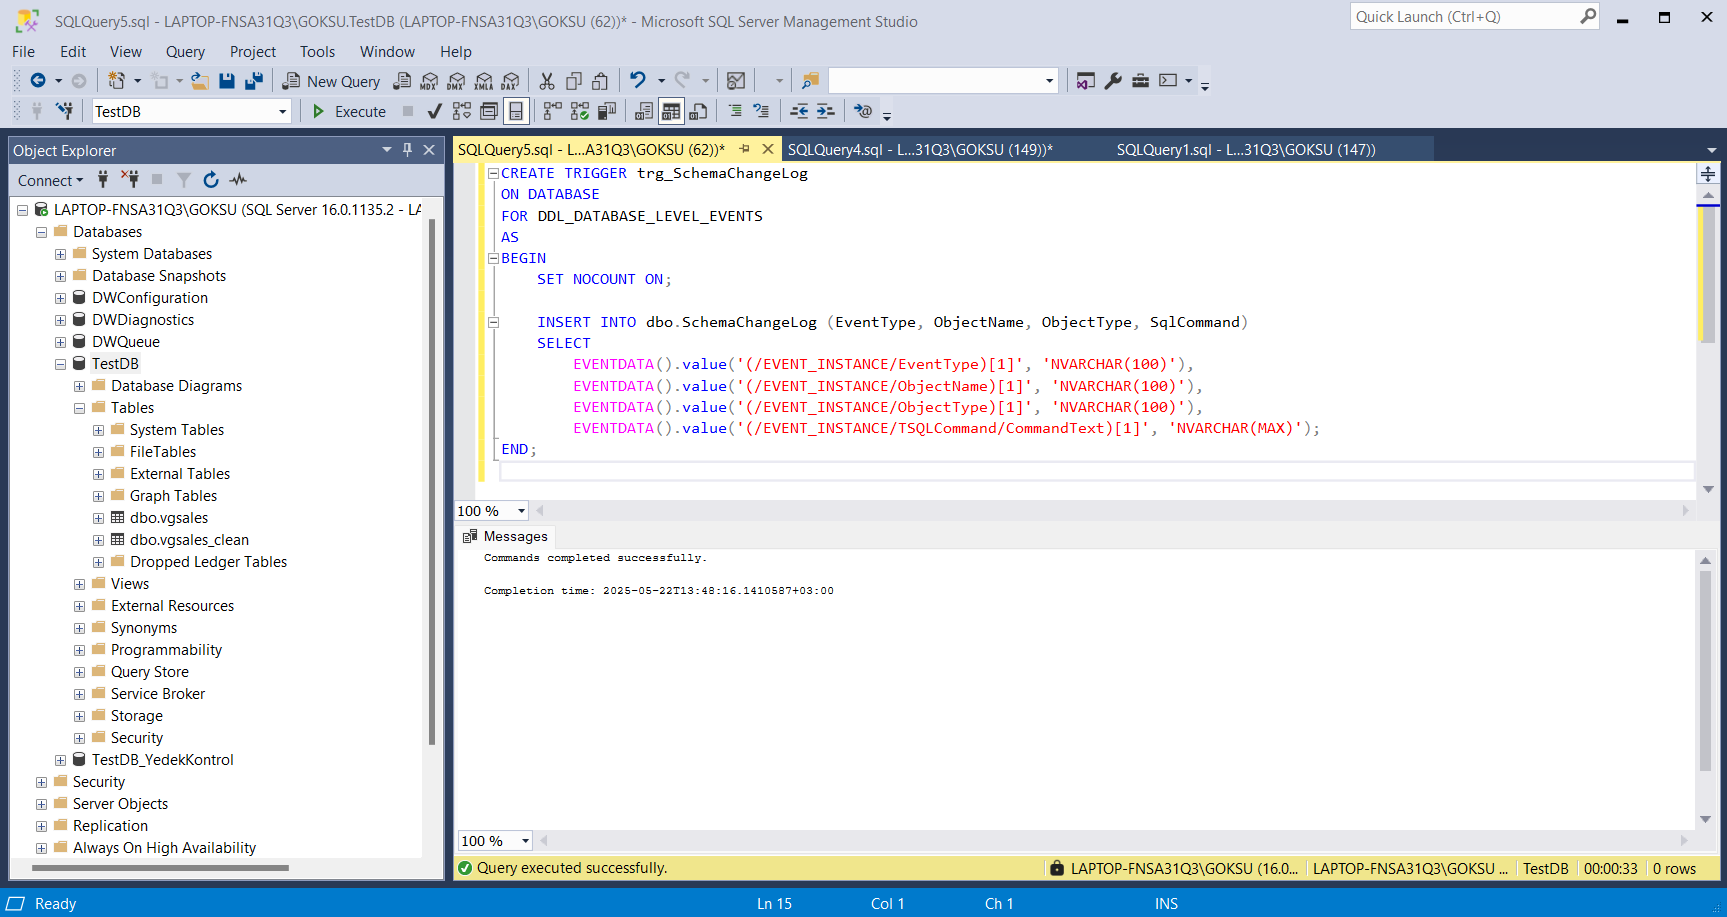 SQLQuery5.sql - LAPTOP-FNSA31Q3\GOKSU.TestDB (LAPTOP-FNSA31Q3\GOKSU (62))* - Microsoft SQL Server Management Studio
Quick Launch (Ctrl+Q)
File Edit View Query Project Tools Window Help
New Query
MDX DMX XMLA DAX
TestDB
Execute
Object Explorer
Connect
LAPTOP-FNSA31Q3\GOKSU (SQL Server 16.0.1135.2 - LA
Databases
System Databases
Database Snapshots
DWConfiguration
DWDiagnostics
DWQueue
TestDB
Database Diagrams
Tables
System Tables
FileTables
External Tables
Graph Tables
dbo.vgsales
dbo.vgsales_clean
Dropped Ledger Tables
Views
External Resources
Synonyms
Programmability
Query Store
Service Broker
Storage
Security
TestDB_YedekKontrol
Security
Server Objects
Replication
Always On High Availability
SQLQuery5.sql - L...A31Q3\GOKSU (62))* SQLQuery4.sql - L...31Q3\GOKSU (149))* SQLQuery1.sql - L...31Q3\GOKSU (147))
CREATE TRIGGER trg_SchemaChangeLog
ON DATABASE
FOR DDL_DATABASE_LEVEL_EVENTS
AS
BEGIN
SET NOCOUNT ON;
INSERT INTO dbo.SchemaChangeLog (EventType, ObjectName, ObjectType, SqlCommand)
SELECT
EVENTDATA().value('(/EVENT_INSTANCE/EventType)[1]', 'NVARCHAR(100)'),
EVENTDATA().value('(/EVENT_INSTANCE/ObjectName)[1]', 'NVARCHAR(100)'),
EVENTDATA().value('(/EVENT_INSTANCE/ObjectType)[1]', 'NVARCHAR(100)'),
EVENTDATA().value('(/EVENT_INSTANCE/TSQLCommand/CommandText)[1]', 'NVARCHAR(MAX)');
END;
100 %
Messages
Commands completed successfully.
Completion time: 2025-05-22T13:48:16.1410587+03:00
100 %
Query executed successfully.
LAPTOP-FNSA31Q3\GOKSU (16.0... LAPTOP-FNSA31Q3\GOKSU ... TestDB 00:00:33 0 rows
Ready Ln 15 Col 1 Ch 1 INS